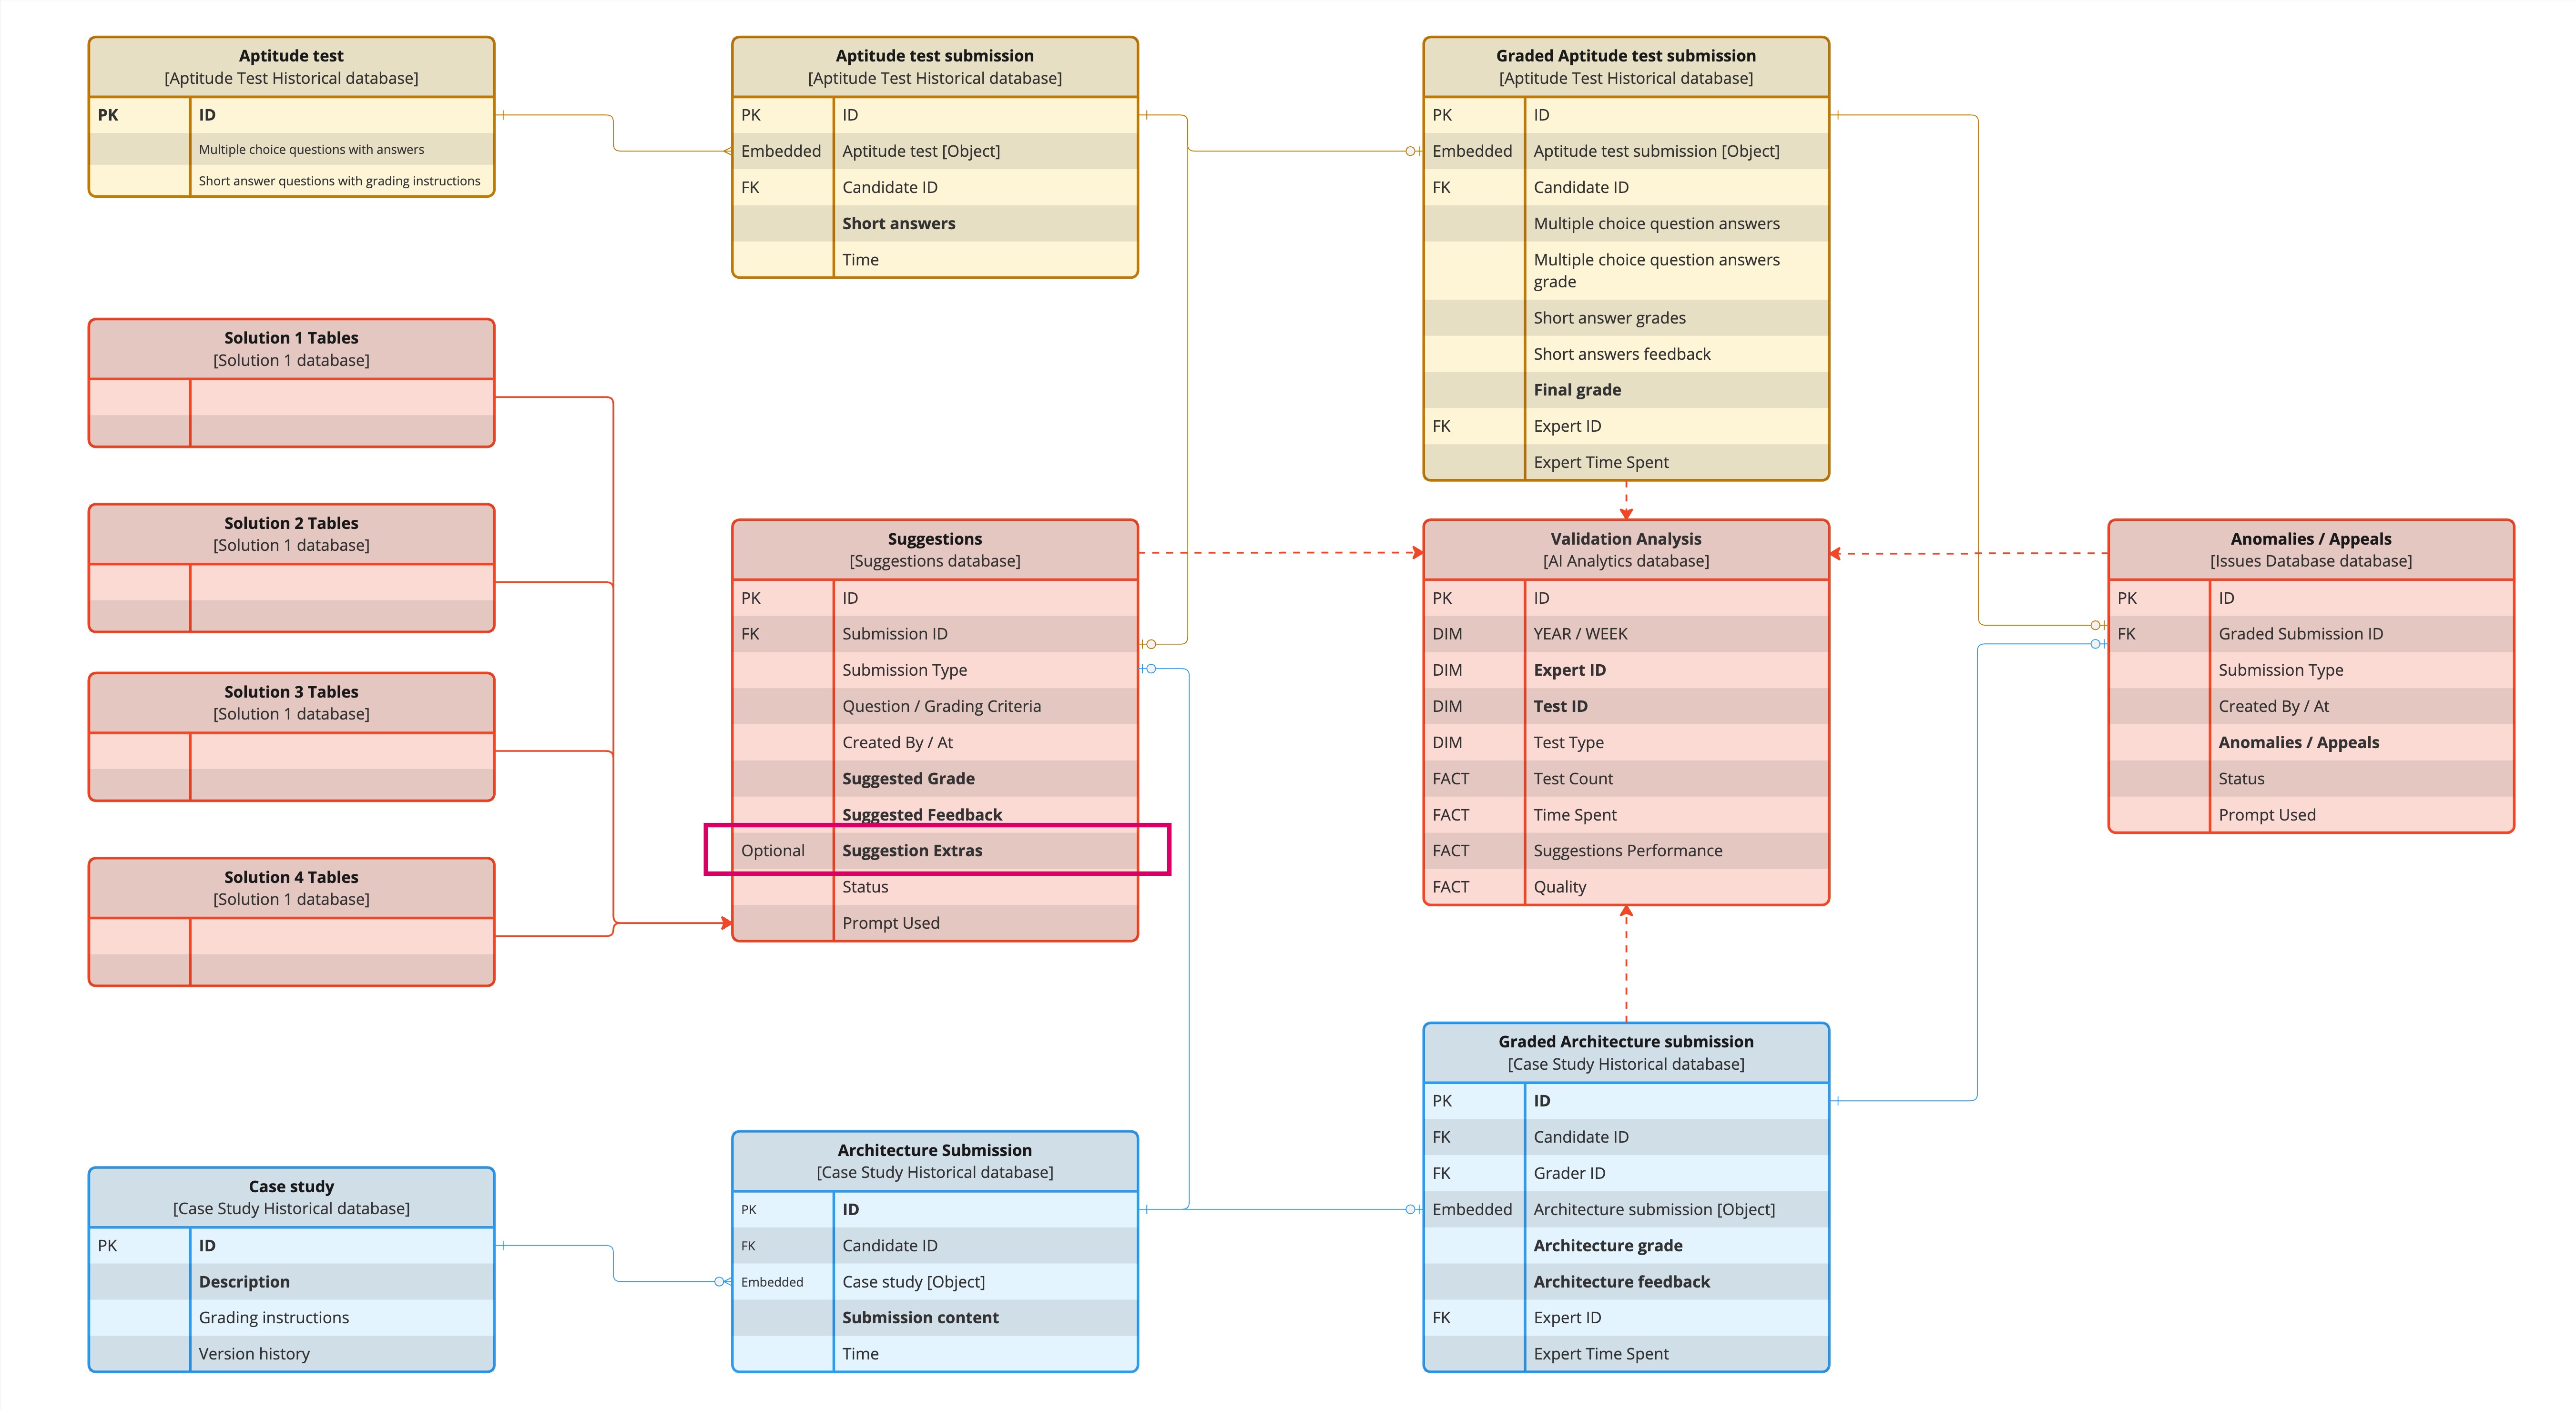 Aptitude test
[Aptitude Test Historical database]
PK ID
Multiple choice questions with answers
Short answer questions with grading instructions
Aptitude test submission
[Aptitude Test Historical database]
PK ID
Embedded Aptitude test [Object]
FK Candidate ID
Short answers
Time
Graded Aptitude test submission
[Aptitude Test Historical database]
PK ID
Embedded Aptitude test submission [Object]
FK Candidate ID
Multiple choice question answers
Multiple choice question answers
grade
Short answer grades
Short answers feedback
Final grade
FK Expert ID
Expert Time Spent
Solution 1 Tables
[Solution 1 database]
Solution 2 Tables
[Solution 1 database]
Solution 3 Tables
[Solution 1 database]
Solution 4 Tables
[Solution 1 database]
Suggestions
[Suggestions database]
PK ID
FK Submission ID
Submission Type
Question / Grading Criteria
Created By / At
Suggested Grade
Suggested Feedback
Optional Suggestion Extras
Status
Prompt Used
Validation Analysis
[AI Analytics database]
PK ID
DIM YEAR / WEEK
DIM Expert ID
DIM Test ID
DIM Test Type
FACT Test Count
FACT Time Spent
FACT Suggestions Performance
FACT Quality
Anomalies / Appeals
[Issues Database database]
PK ID
FK Graded Submission ID
Submission Type
Created By / At
Anomalies / Appeals
Status
Prompt Used
Case study
[Case Study Historical database]
PK ID
Description
Grading instructions
Version history
Architecture Submission
[Case Study Historical database]
PK ID
FK Candidate ID
Embedded Case study [Object]
Submission content
Time
Graded Architecture submission
[Case Study Historical database]
PK ID
FK Candidate ID
FK Grader ID
Embedded Architecture submission [Object]
Architecture grade
Architecture feedback
FK Expert ID
Expert Time Spent